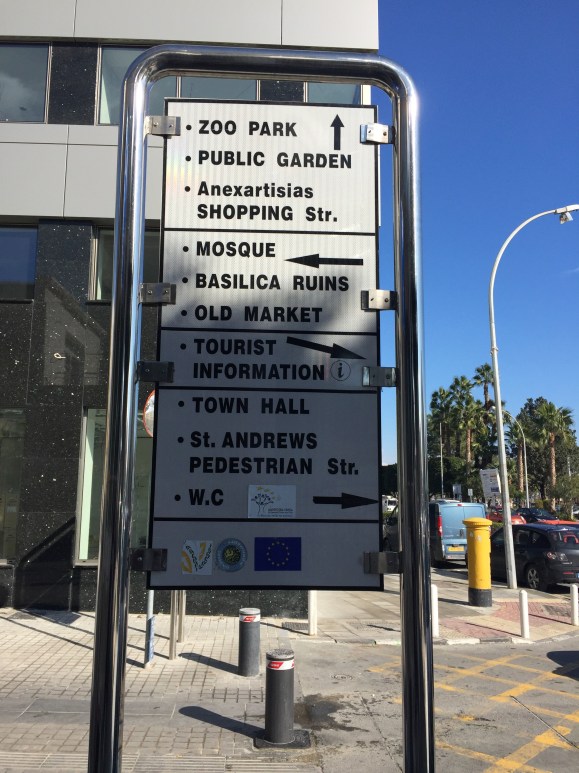 • ZOO PARK
• PUBLIC GARDEN
• Anexartisias
SHOPPING Str.
• MOSQUE
• BASILICA RUINS
• OLD MARKET
• TOURIST
INFORMATION i
• TOWN HALL
• St. ANDREWS
PEDESTRIAN Str.
• W.C